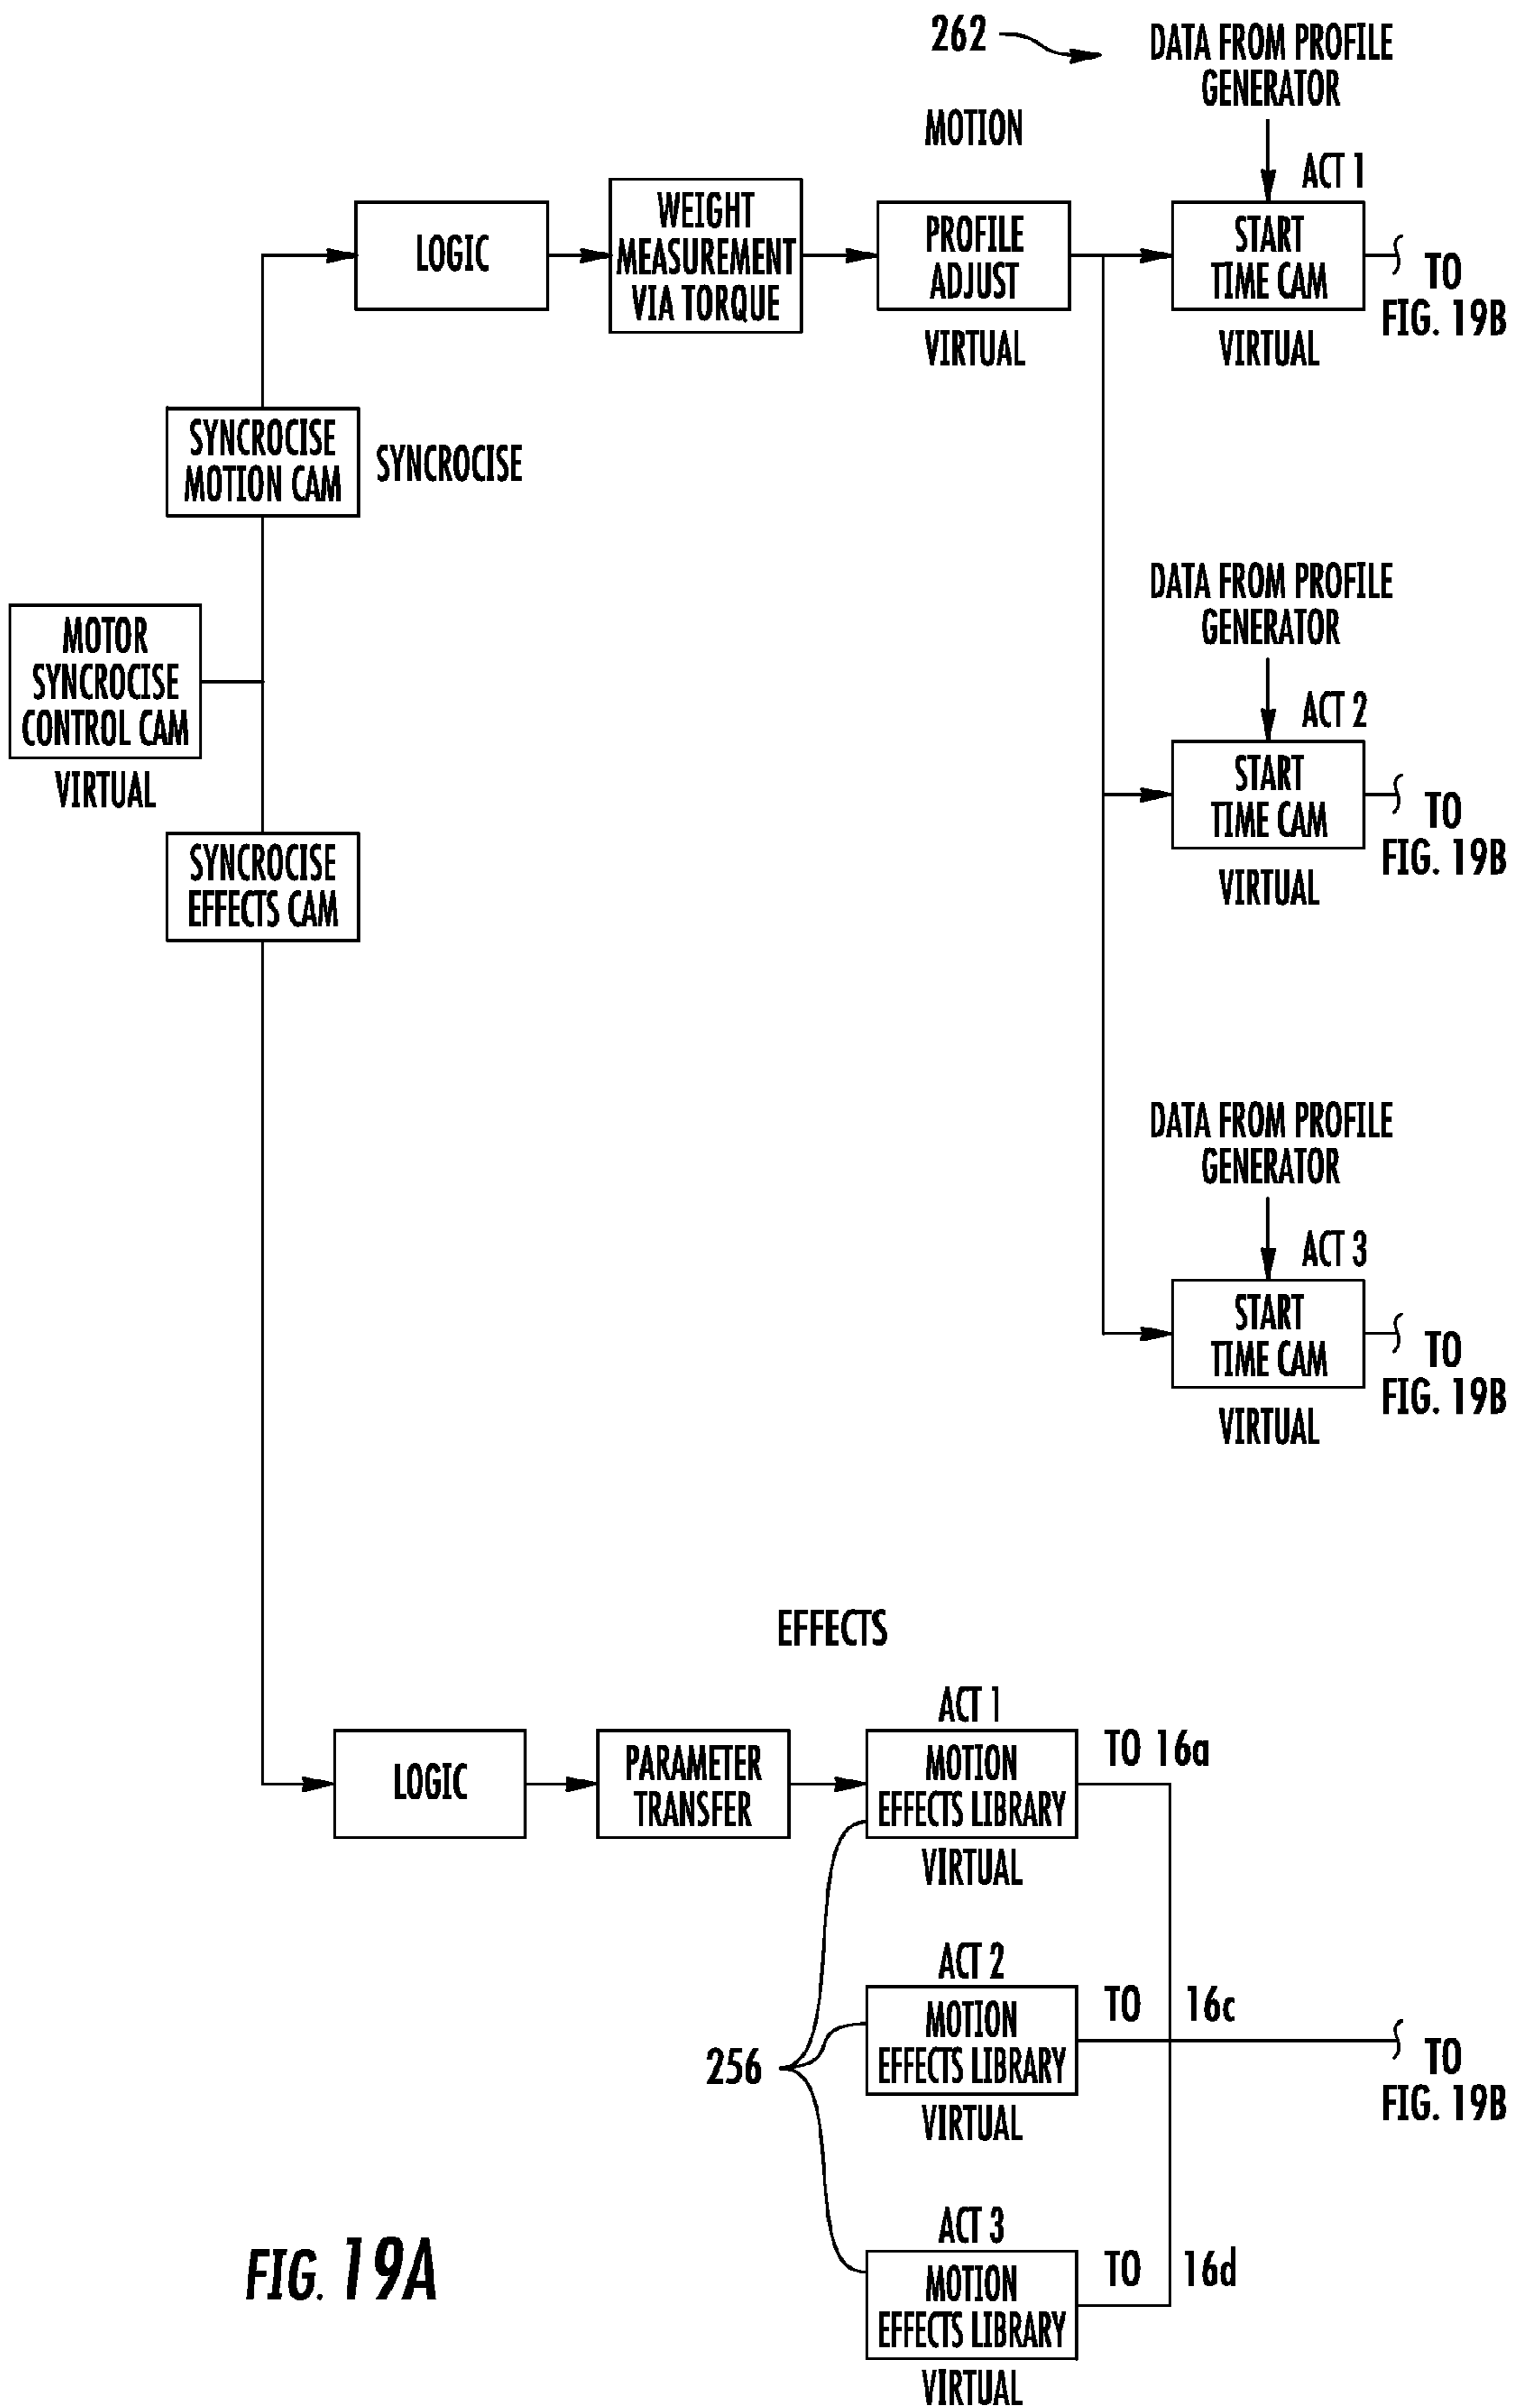 262
DATA FROM PROFILE
GENERATOR
MOTION
ACT 1
LOGIC
WEIGHT
MEASUREMENT
VIA TORQUE
PROFILE
ADJUST
VIRTUAL
START
TIME CAM
VIRTUAL
TO
FIG. 19B
SYNCROCISE
MOTION CAM
SYNCROCISE
MOTOR
SYNCROCISE
CONTROL CAM
VIRTUAL
DATA FROM PROFILE
GENERATOR
ACT 2
START
TIME CAM
VIRTUAL
TO
FIG. 19B
SYNCROCISE
EFFECTS CAM
DATA FROM PROFILE
GENERATOR
ACT 3
START
TIME CAM
VIRTUAL
TO
FIG. 19B
EFFECTS
LOGIC
PARAMETER
TRANSFER
ACT 1
MOTION
EFFECTS LIBRARY
VIRTUAL
TO 16a
ACT 2
MOTION
EFFECTS LIBRARY
VIRTUAL
TO 16c
TO
FIG. 19B
256
ACT 3
MOTION
EFFECTS LIBRARY
VIRTUAL
TO 16d
FIG. 19A